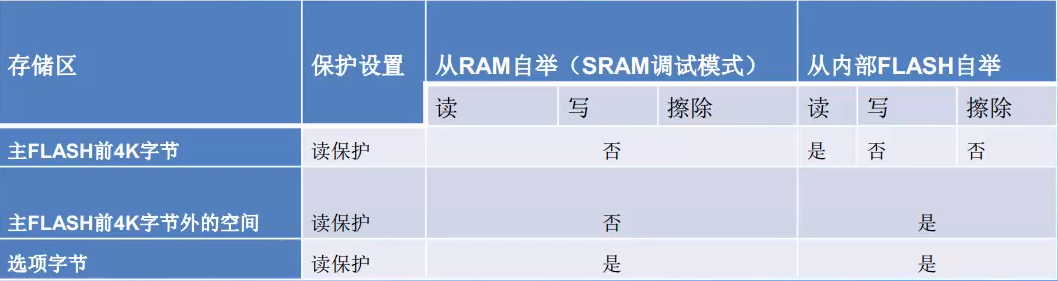 存储区 保护设置 从RAM自举（SRAM调试模式） 从内部FLASH自举
读 写 擦除 读 写 擦除
主FLASH前4K字节 读保护 否 是 否 否
主FLASH前4K字节外的空间 读保护 否 是
选项字节 读保护 是 是